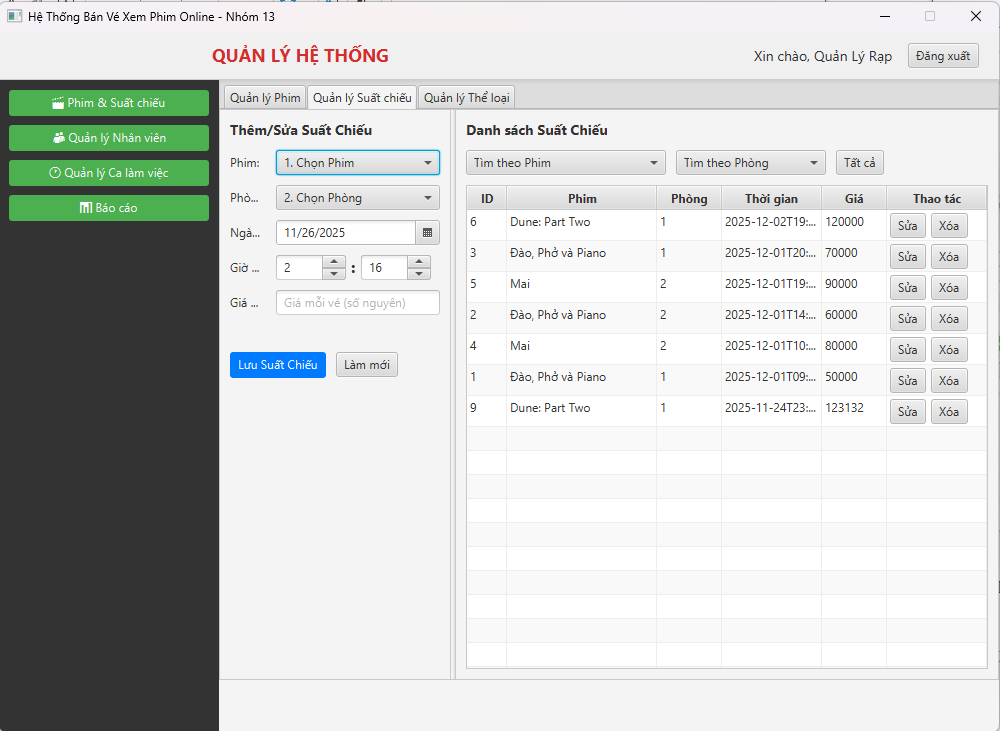 Hệ Thống Bán Vé Xem Phim Online - Nhóm 13
QUẢN LÝ HỆ THỐNG
Xin chào, Quản Lý Rạp
Đăng xuất
Phim & Suất chiếu
Quản lý Nhân viên
Quản lý Ca làm việc
Báo cáo
Quản lý Phim Quản lý Suất chiếu Quản lý Thể loại
Thêm/Sửa Suất Chiếu
Phim: 1. Chọn Phim
Phò... 2. Chọn Phòng
Ngà... 11/26/2025
Giờ ... 2 : 16
Giá ... Giá mỗi vé (số nguyên)
Lưu Suất Chiếu Làm mới
Danh sách Suất Chiếu
Tìm theo Phim Tìm theo Phòng Tất cả
ID Phim Phòng Thời gian Giá Thao tác
6 Dune: Part Two 1 2025-12-02T19:... 120000 Sửa Xóa
3 Đào, Phở và Piano 1 2025-12-01T20:... 70000 Sửa Xóa
5 Mai 2 2025-12-01T19:... 90000 Sửa Xóa
2 Đào, Phở và Piano 2 2025-12-01T14:... 60000 Sửa Xóa
4 Mai 2 2025-12-01T10:... 80000 Sửa Xóa
1 Đào, Phở và Piano 1 2025-12-01T09:... 50000 Sửa Xóa
9 Dune: Part Two 1 2025-11-24T23:... 123132 Sửa Xóa